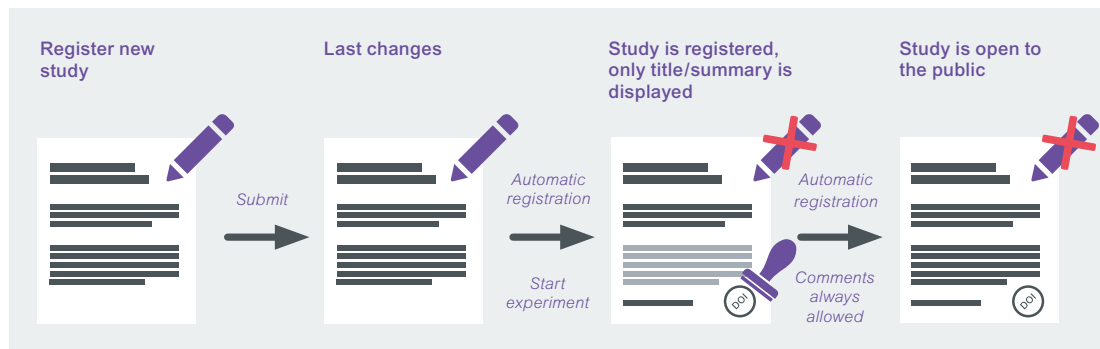 Register new
study
Submit
Last changes
Automatic
registration
Start
experiment
Study is registered,
only title/summary is
displayed
DOI
Automatic
registration
Comments
always
allowed
Study is open to
the public
DOI